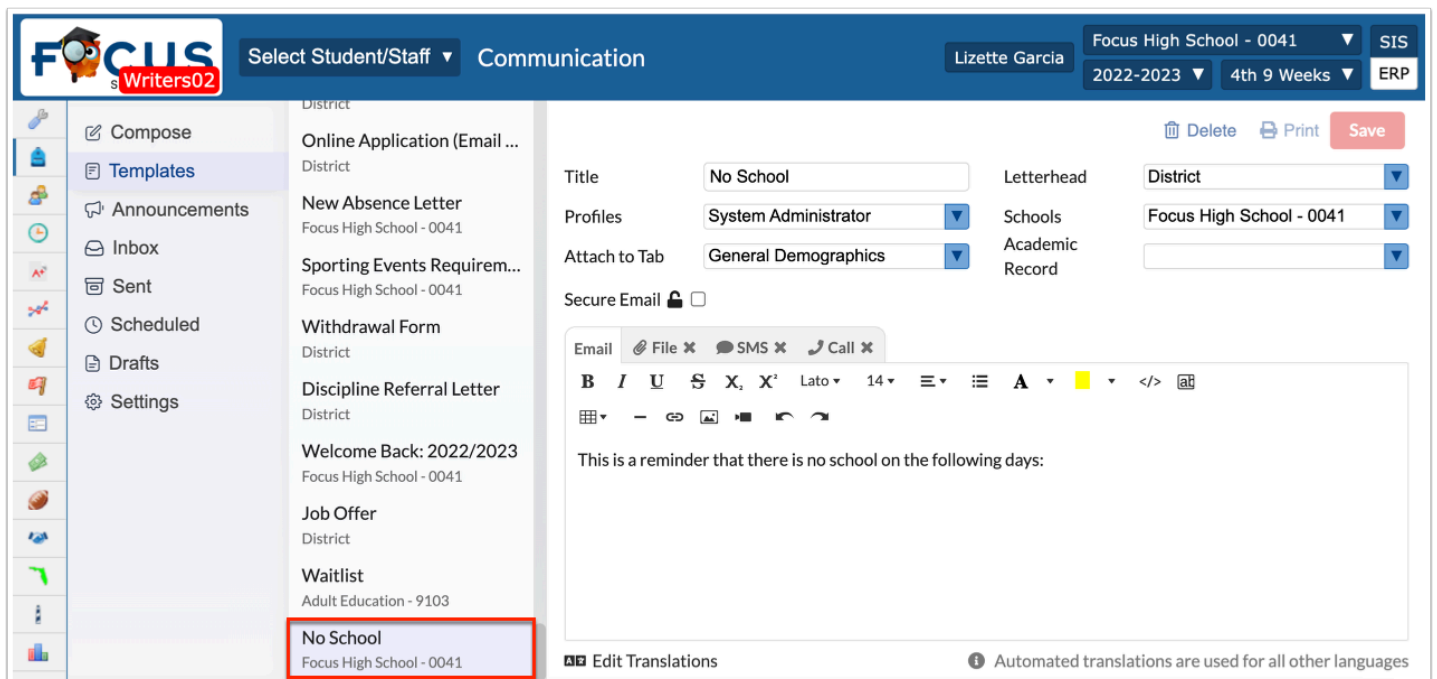 FOCUS
Writers02
Select Student/Staff
Communication
Lizette Garcia
Focus High School - 0041
SIS
2022-2023
4th 9 Weeks
ERP
Compose
Templates
Announcements
Inbox
Sent
Scheduled
Drafts
Settings
District
Online Application (Email ...
District
New Absence Letter
Focus High School - 0041
Sporting Events Requirem...
Focus High School - 0041
Withdrawal Form
District
Discipline Referral Letter
District
Welcome Back: 2022/2023
Focus High School - 0041
Job Offer
District
Waitlist
Adult Education - 9103
No School
Focus High School - 0041
Delete
Print
Save
Title
No School
Letterhead
District
Profiles
System Administrator
Schools
Focus High School - 0041
Attach to Tab
General Demographics
Academic
Record
Secure Email
Email
File
SMS
Call
B I U S X₂ X² Lato 14 A </> ab
This is a reminder that there is no school on the following days:
Edit Translations
Automated translations are used for all other languages